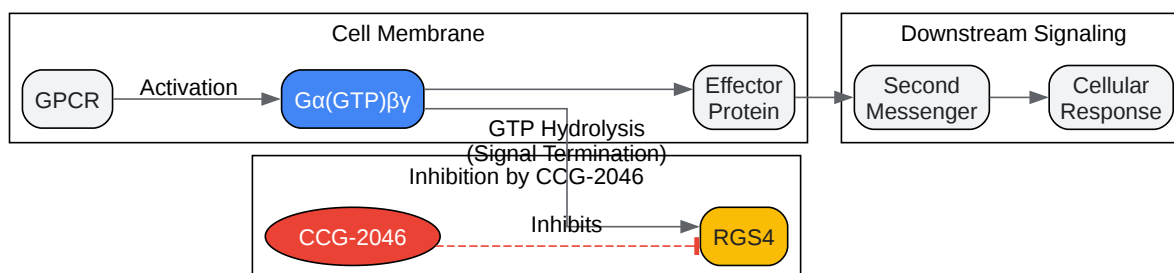 Cell Membrane
Downstream Signaling
GPCR
Activation
Gα(GTP)βγ
Effector
Protein
Second
Messenger
Cellular
Response
GTP Hydrolysis
(Signal Termination)
Inhibition by CCG-2046
CCG-2046
Inhibits
RGS4